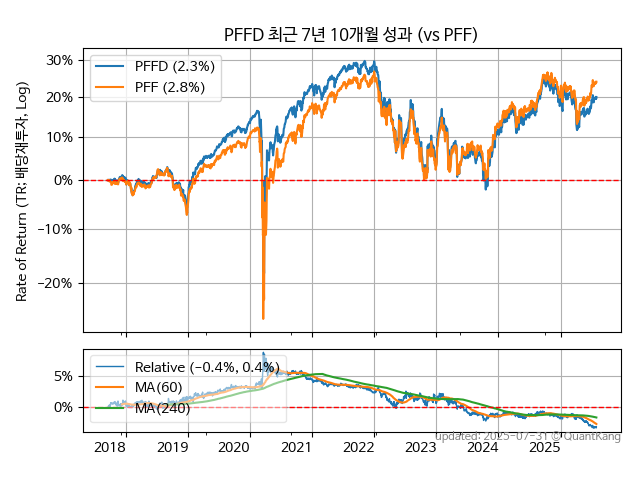 PFFD 최근 7년 10개월 성과 (vs PFF)
Rate of Return (TR: 배당재투자, Log)
30%
20%
10%
0%
−10%
−20%
PFFD (2.3%)
PFF (2.8%)
5%
0%
Relative (−0.4%, 0.4%)
MA(60)
MA(240)
2018 2019 2020 2021 2022 2023 2024 2025
updated: 2025-07-31 © QuantKang